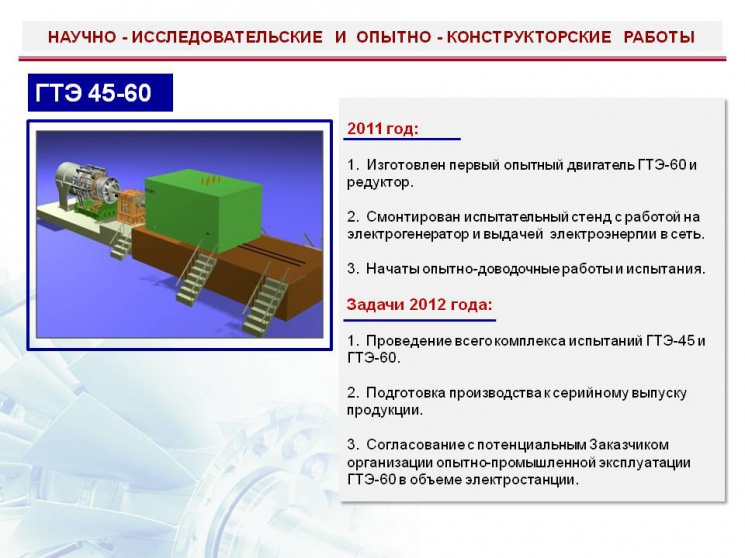 НАУЧНО - ИССЛЕДОВАТЕЛЬСКИЕ И ОПЫТНО - КОНСТРУКТОРСКИЕ РАБОТЫ
ГТЭ 45-60
2011 год:
1. Изготовлен первый опытный двигатель ГТЭ-60 и
редуктор.
2. Смонтирован испытательный стенд с работой на
электрогенератор и выдачей электроэнергии в сеть.
3. Начаты опытно-доводочные работы и испытания.
Задачи 2012 года:
1. Проведение всего комплекса испытаний ГТЭ-45 и
ГТЭ-60.
2. Подготовка производства к серийному выпуску
продукции.
3. Согласование с потенциальным Заказчиком
организации опытно-промышленной эксплуатации
ГТЭ-60 в объеме электростанции.